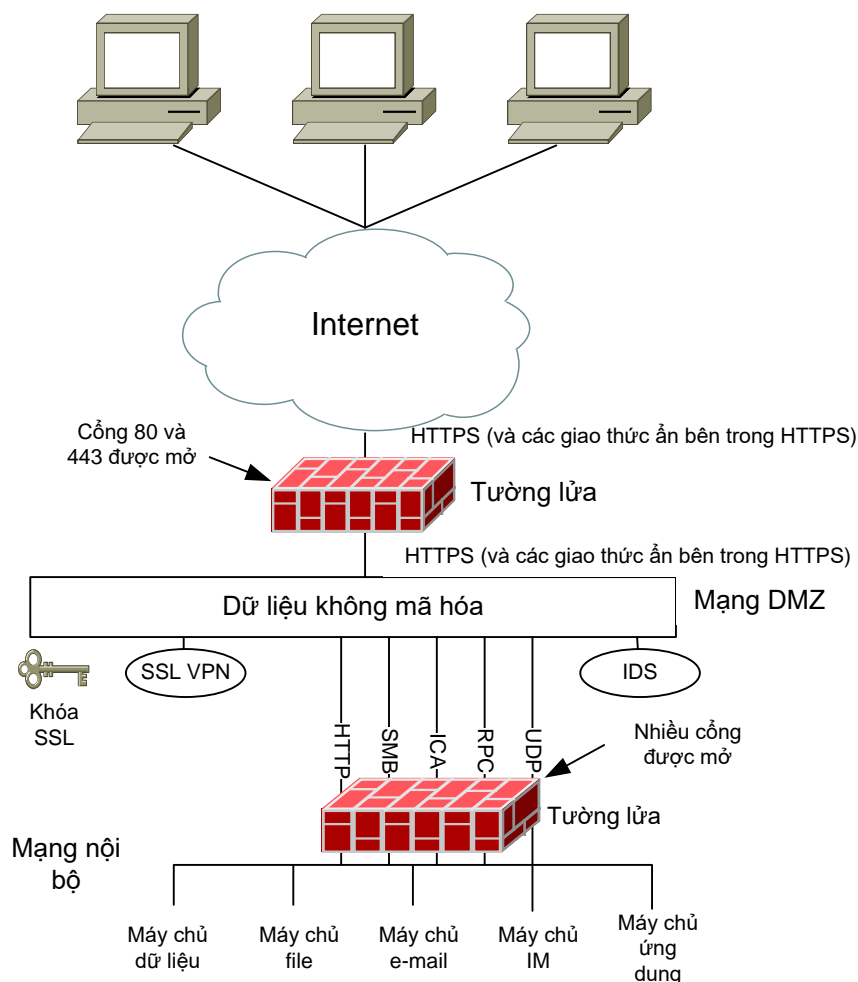 Internet
Cổng 80 và
443 được mở
HTTPS (và các giao thức ẩn bên trong HTTPS)
Tường lửa
HTTPS (và các giao thức ẩn bên trong HTTPS)
Dữ liệu không mã hóa
Mạng DMZ
SSL VPN
IDS
Khóa
SSL
HTTP
SMB
ICA
RPC
UDP
Nhiều cổng
được mở
Tường lửa
Mạng nội
bộ
Máy chủ
dữ liệu
Máy chủ
file
Máy chủ
e-mail
Máy chủ
IM
Máy chủ
ứng
dung